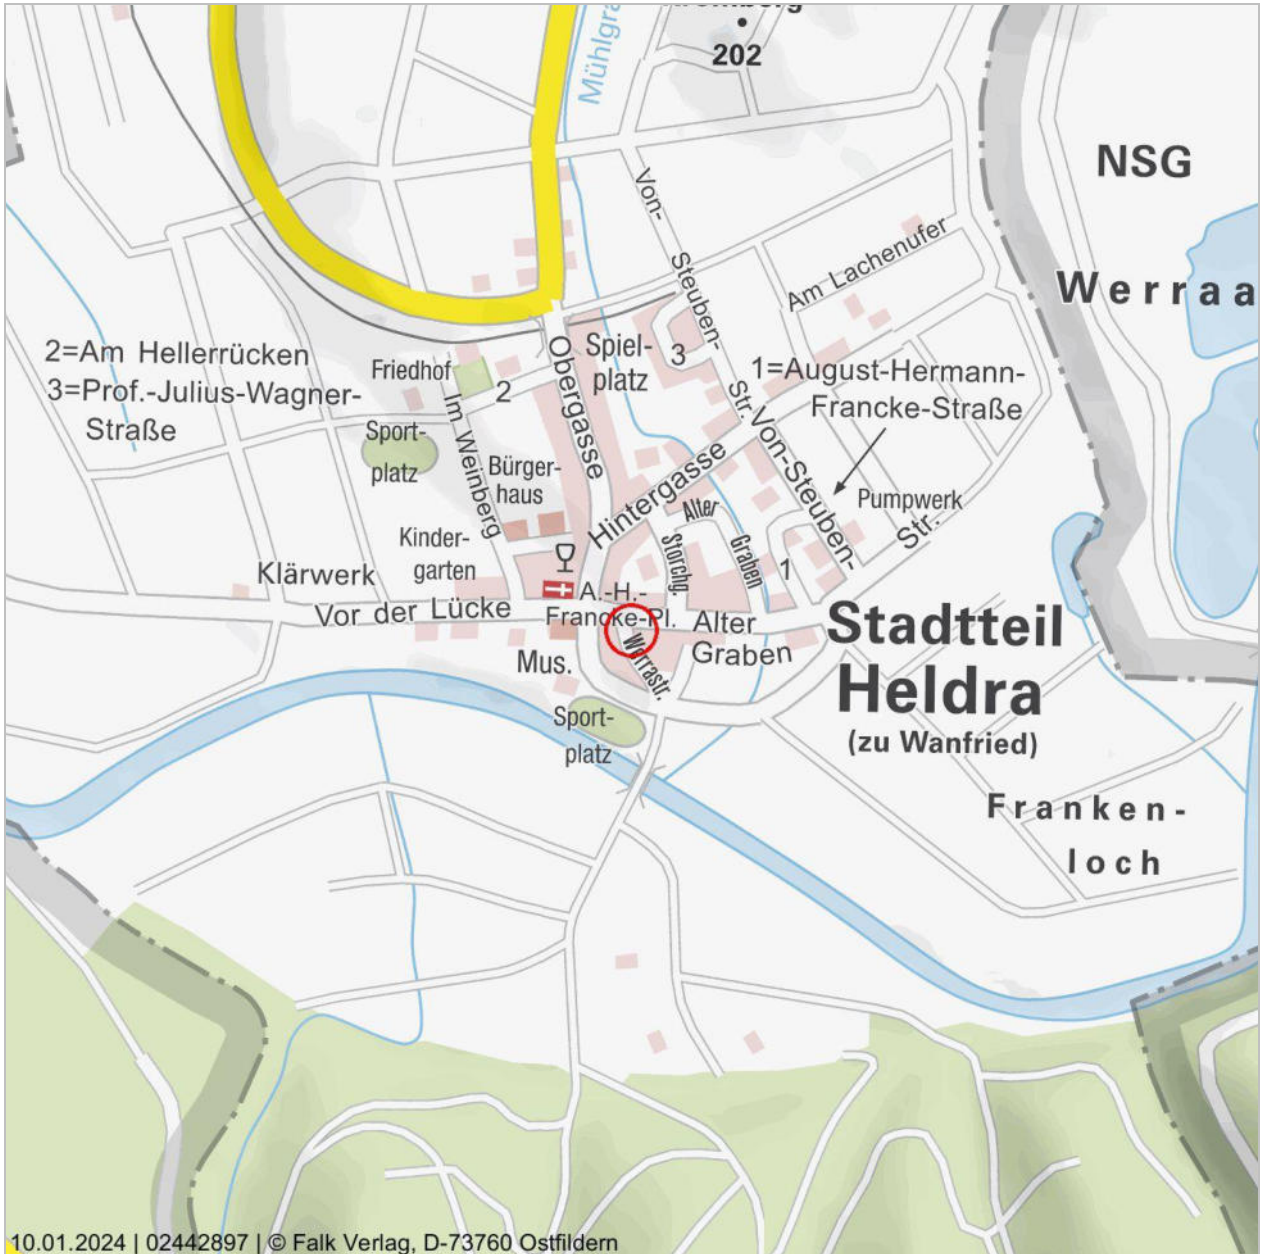 Mühlgra
202
NSG
Werraa
Von-
Steuben-
Str.
Am Lachenufer
2=Am Hellerrücken
3=Prof.-Julius-Wagner-
Straße
Friedhof
2
Obergasse
Spiel-
platz
3
1=August-Hermann-
Francke-Straße
Sport-
platz
Im Weinberg
Bürger-
haus
Hintergasse
Von-Steuben-
Str.
Pumpwerk
Alter
Graben
Storchg.
1
Kinder-
garten
Klärwerk
Vor der Lücke
A.-H.-
Francke-Pl.
Alter
Graben
Werrastr.
Mus.
Sport-
platz
Stadtteil
Heldra
(zu Wanfried)
Franken-
loch
10.01.2024 | 02442897 | © Falk Verlag, D-73760 Ostfildern